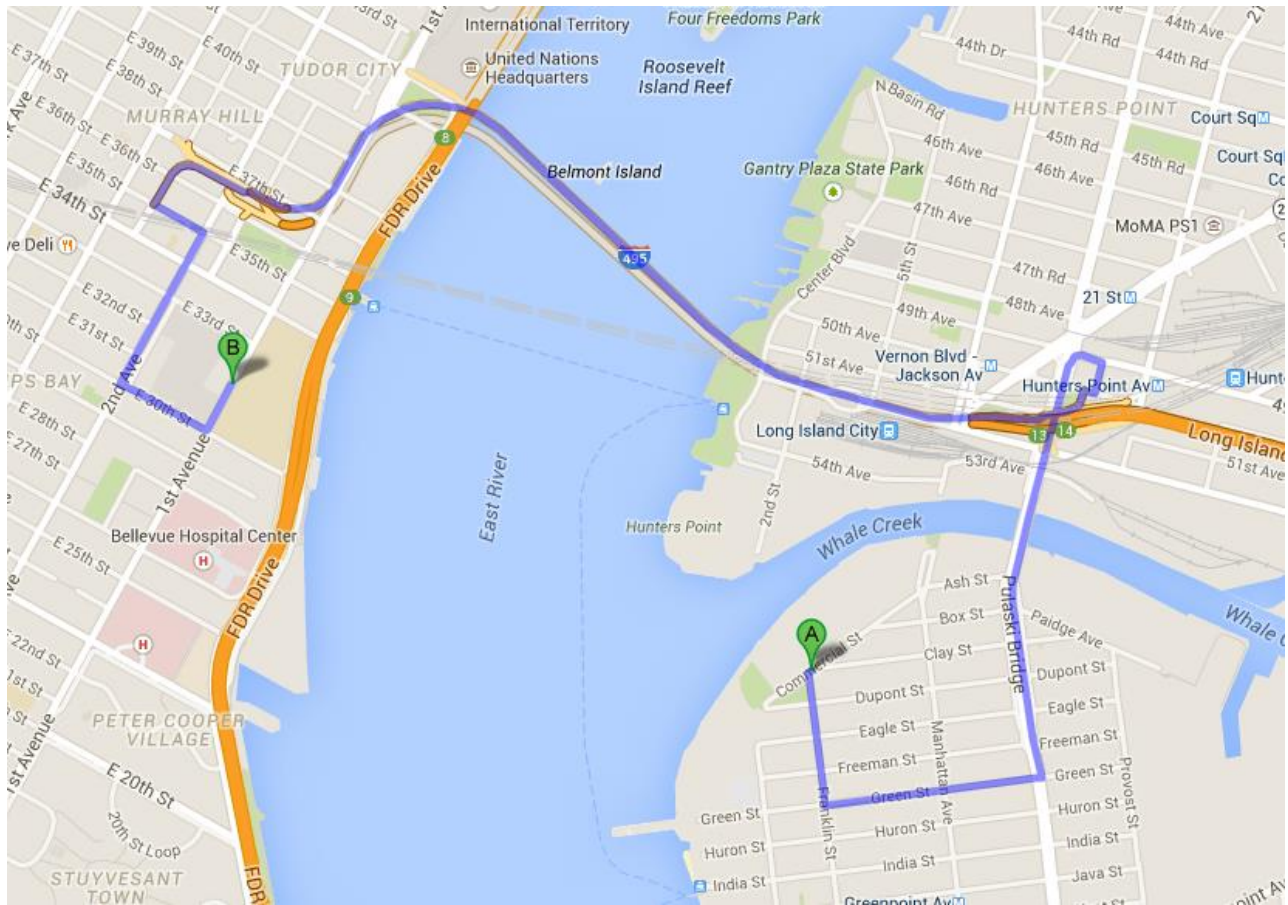 International Territory
Four Freedoms Park
44th Ave
44th Rd
44th Dr
E 39th St
E 40th St
E 37th St
E 38th St
TUDOR CITY
United Nations
Headquarters
Roosevelt
Island Reef
N Basin Rd
HUNTERS POINT
Court Sq
MURRAY HILL
E 36th St
E 35th St
E 36th St
E 37th St
8
46th Ave
45th Rd
45th Rd
46th Ave
46th Rd
Belmont Island
Gantry Plaza State Park
47th Ave
MoMA PS1
E 34th St
FDR Drive
E 35th St
495
Center Blvd
5th St
47th Rd
48th Ave
49th Ave
21 St
9
E 32nd St
E 33rd St
E 31st St
50th Ave
51st Ave
Vernon Blvd -
Jackson Av
Hunters Point Av
B
2nd Ave
E 30th St
E 28th St
E 27th St
1st Avenue
Long Island City
13
14
Long Island
53rd Ave
51st Ave
54th Ave
2nd St
East River
Hunters Point
Whale Creek
Bellevue Hospital Center
H
E 25th St
FDR Drive
Ash St
Box St
Pulaski Bridge
Paidge Ave
Whale Creek
A
Commercial St
Clay St
H
E 22nd St
Dupont St
Dupont St
Eagle St
Eagle St
PETER COOPER
VILLAGE
1st Avenue
Manhattan Ave
Freeman St
Freeman St
E 20th St
Franklin St
Green St
Green St
Green St
Provost St
20th St Loop
Huron St
Huron St
Huron St
India St
India St
India St
Java St
STUYVESANT
TOWN
FDR
Greenpoint Av